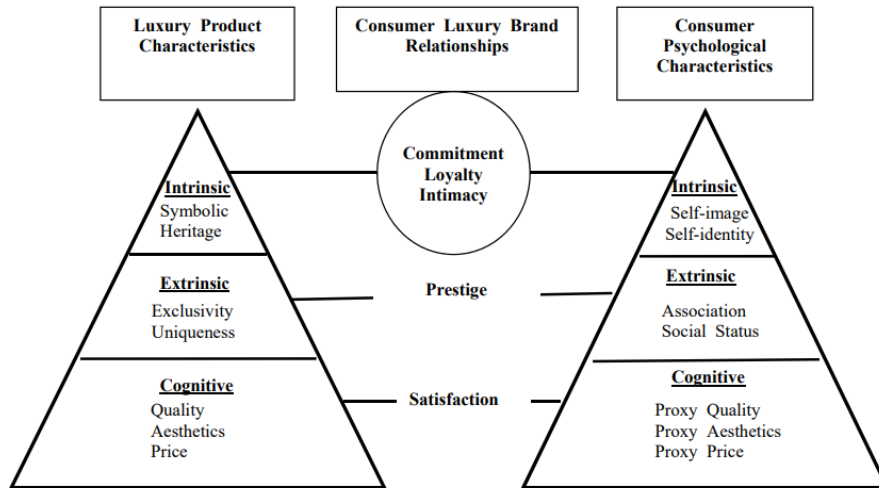 Luxury Product
Characteristics
Consumer Luxury Brand
Relationships
Consumer
Psychological
Characteristics
Commitment
Loyalty
Intimacy
Intrinsic
Symbolic
Heritage
Intrinsic
Self-image
Self-identity
Extrinsic
Exclusivity
Uniqueness
Prestige
Extrinsic
Association
Social Status
Cognitive
Quality
Aesthetics
Price
Satisfaction
Cognitive
Proxy Quality
Proxy Aesthetics
Proxy Price